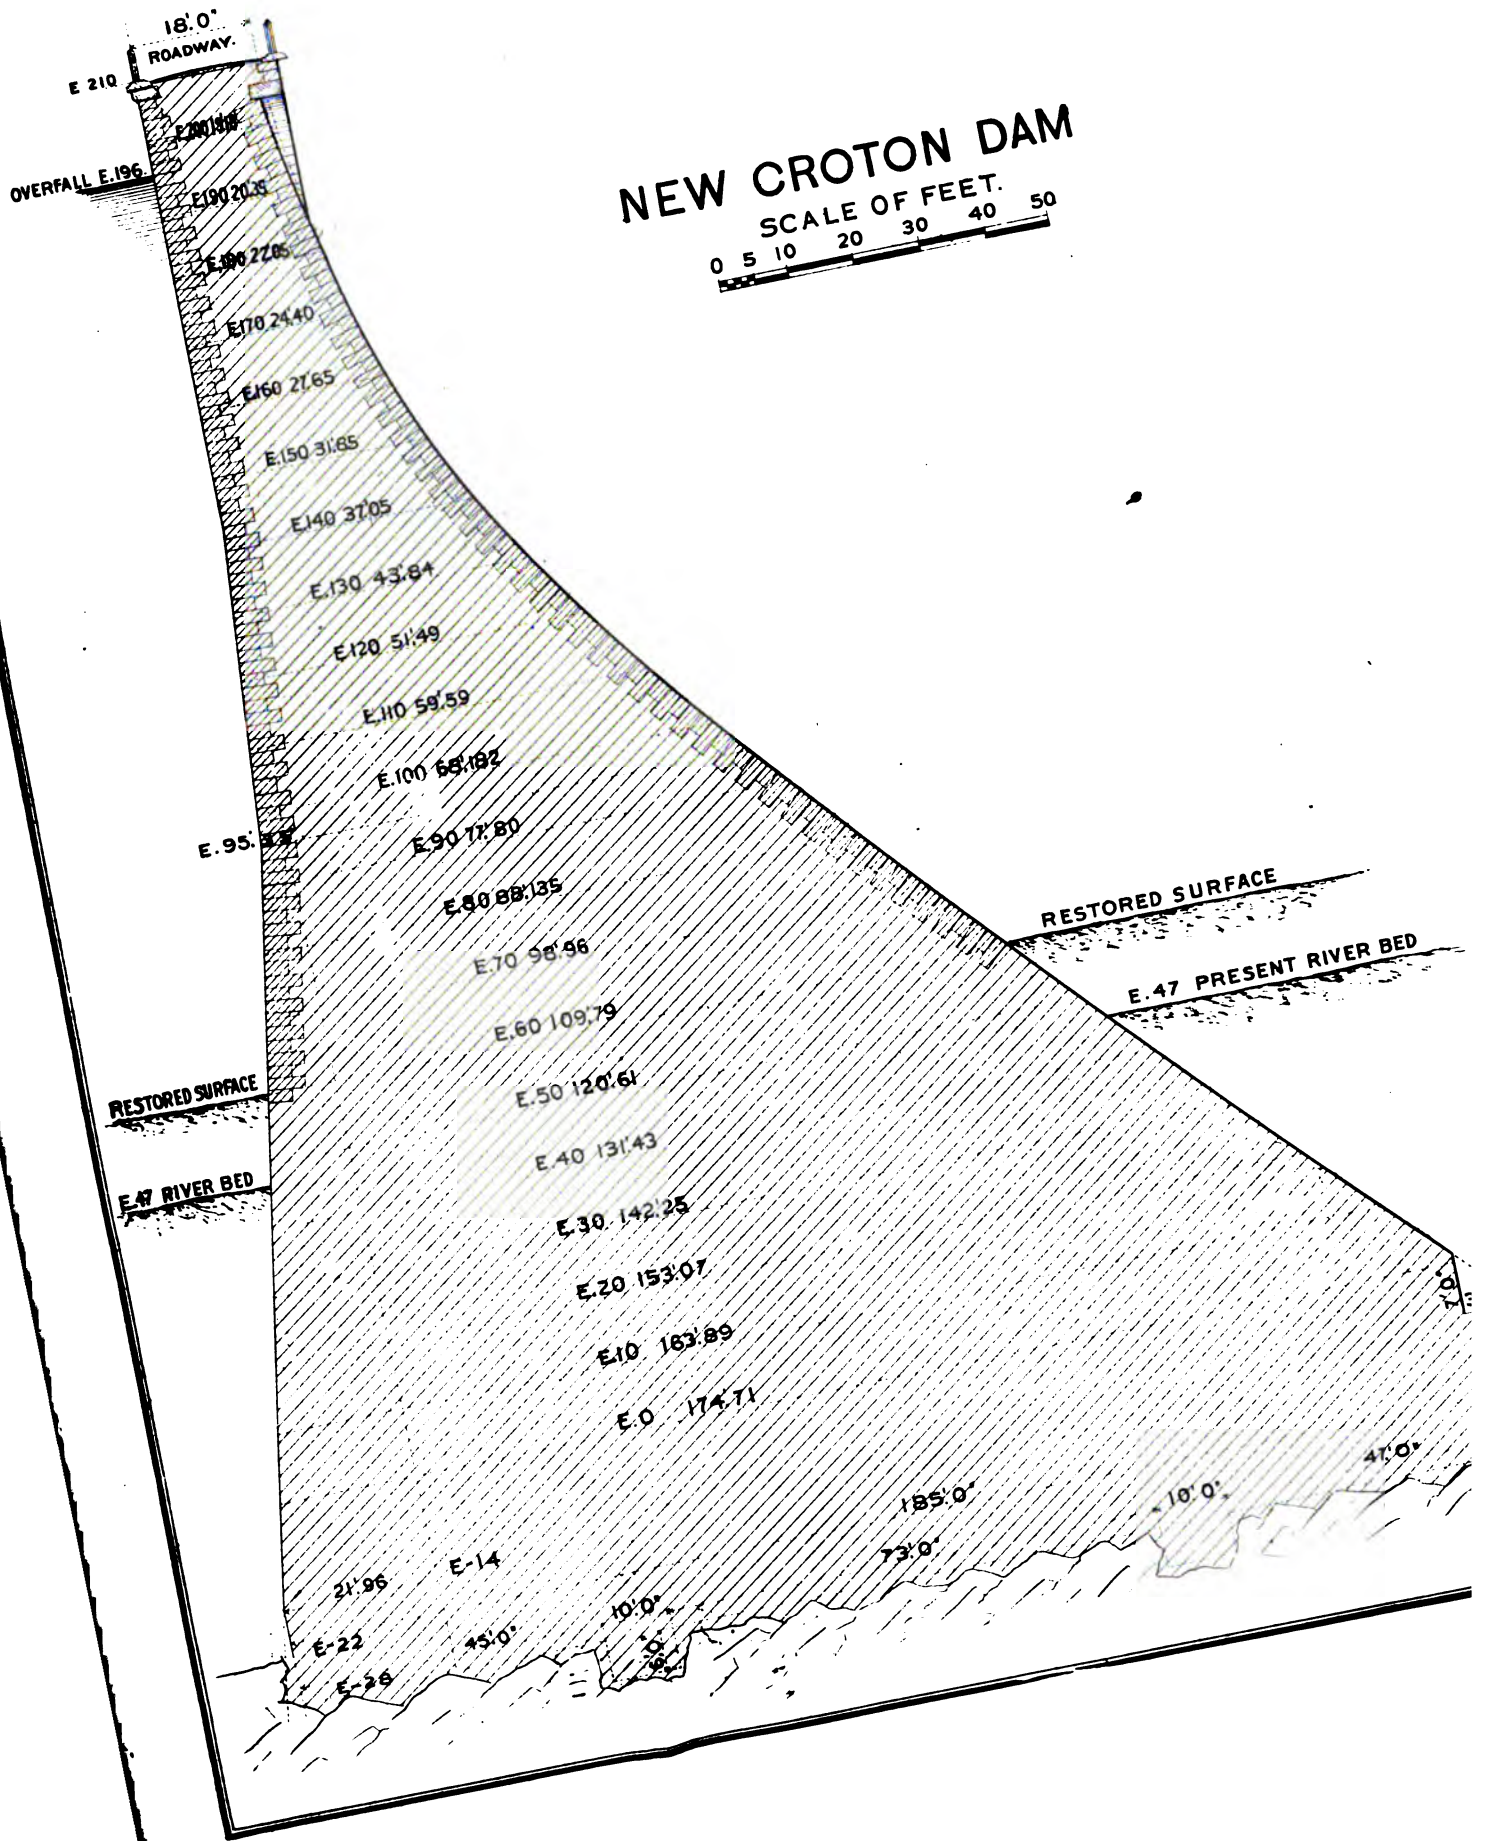 18'.0"
ROADWAY.
E 210
OVERFALL E.196.
NEW CROTON DAM
SCALE OF FEET.
0 5 10 20 30 40 50
E.190 20.35
E.170 24.40
E.160 27.65
E.150 31.65
E.140 37.05
E.130 43.84
E.120 51.49
E.110 59.59
E.100
E.95.
E.90 77.80
E.80 88.135
E.70 98.96
E.60 109.79
E.50 120.61
E.40 131.43
E.30 142.25
E.20 153.07
E.10 163.89
E.0 174.71
RESTORED SURFACE
E.47 PRESENT RIVER BED
RESTORED SURFACE
E.47 RIVER BED
7.0"
47'.0"
10'.0"
185'.0"
73'.0"
E-14
21'.96
10'.0"
45'.0"
E-22
E-28